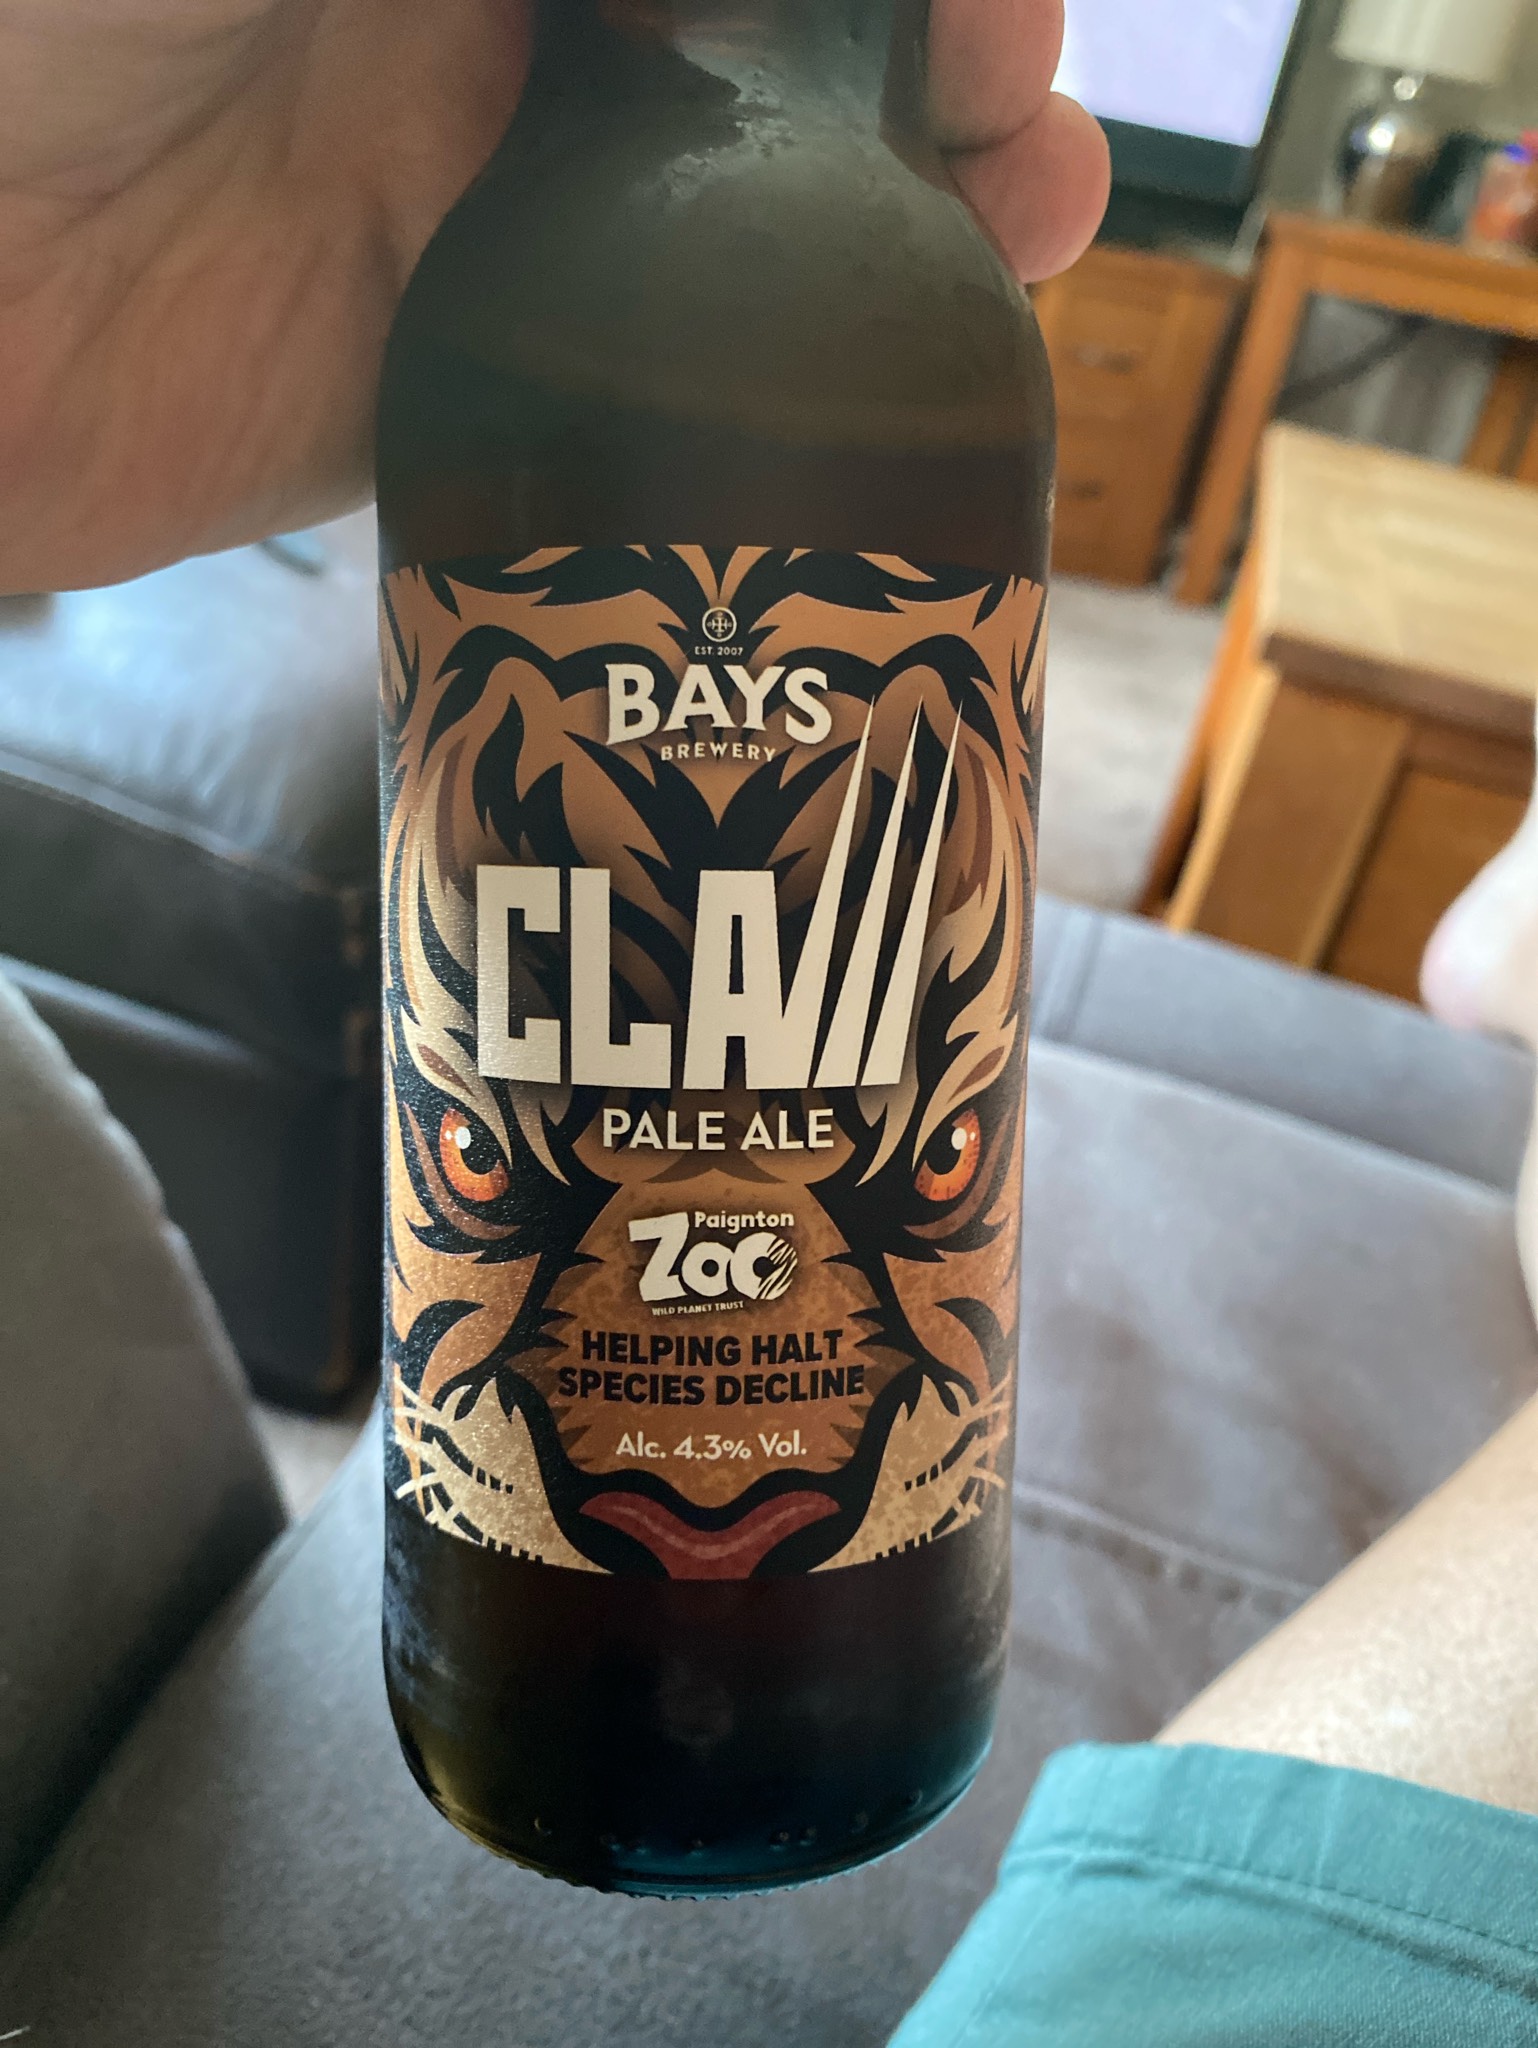 EST. 2007
BAYS
BREWERY
CLAW
PALE ALE
Paignton
Zoo
WILD PLANET TRUST
HELPING HALT
SPECIES DECLINE
Alc. 4.3% Vol.